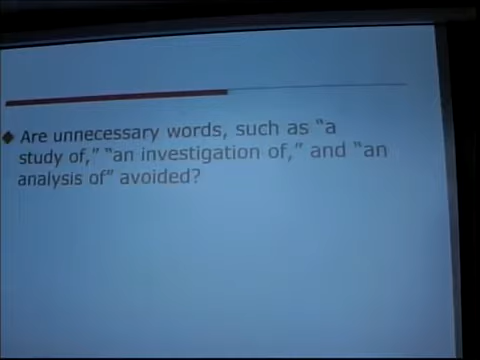 Are unnecessary words, such as “a
study of,” “an investigation of,” and “an
analysis of” avoided?